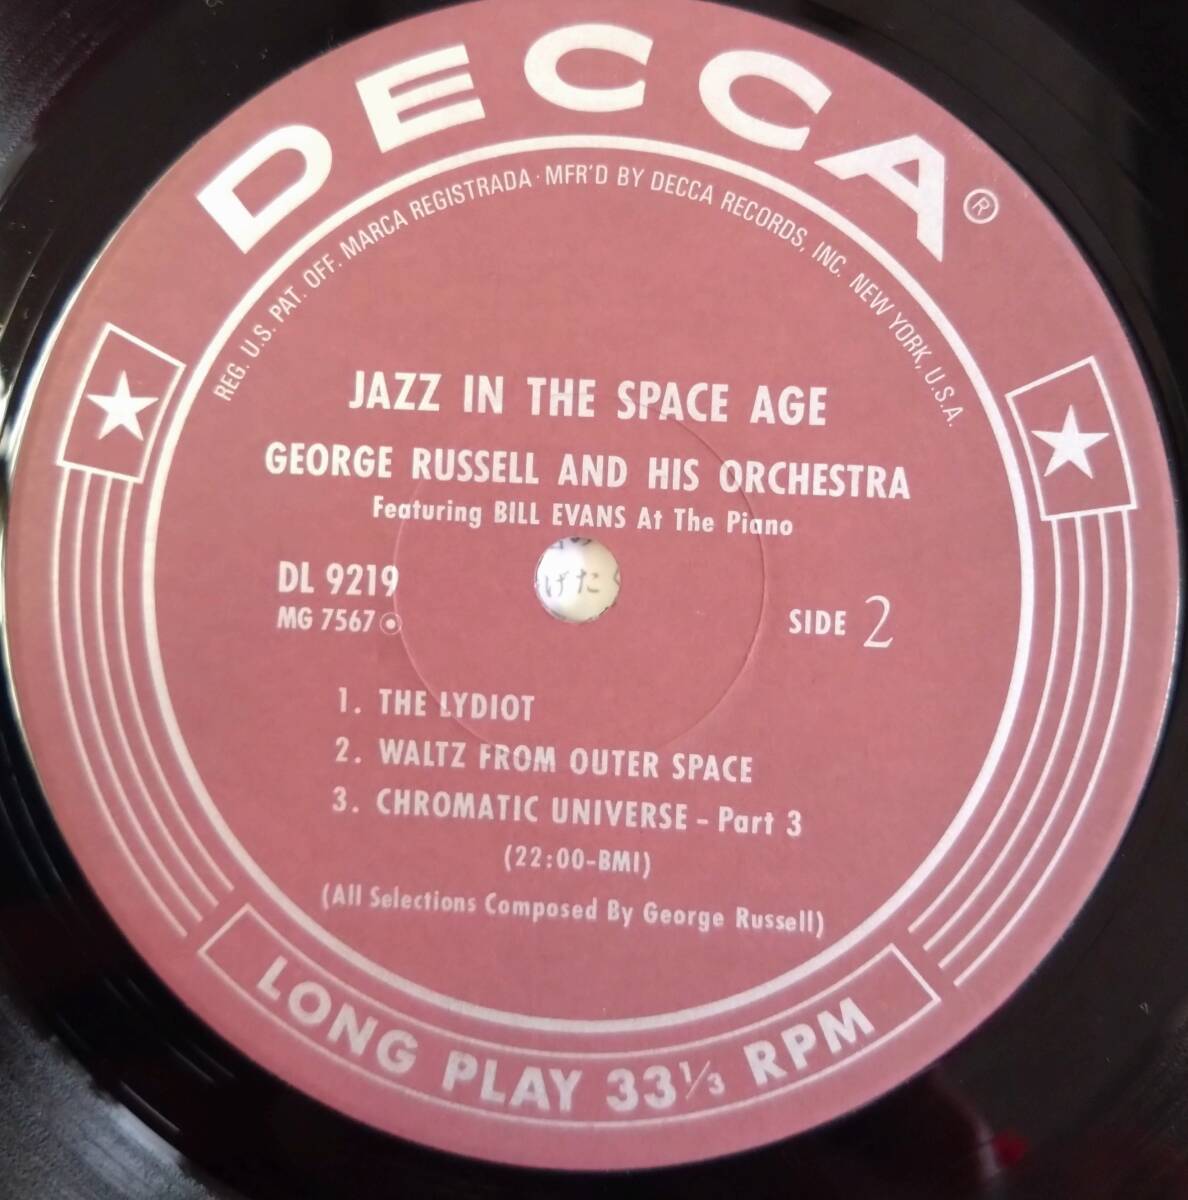 DECCA®
REG. U.S. PAT. OFF. MARCA REGISTRADA · MFR'D BY DECCA RECORDS, INC. NEW YORK, U.S.A.
JAZZ IN THE SPACE AGE
GEORGE RUSSELL AND HIS ORCHESTRA
Featuring BILL EVANS At The Piano
DL 9219
MG 7567
SIDE 2
げた
1. THE LYDIOT
2. WALTZ FROM OUTER SPACE
3. CHROMATIC UNIVERSE - Part 3
(22:00-BMI)
(All Selections Composed By George Russell)
LONG PLAY 33⅓ RPM